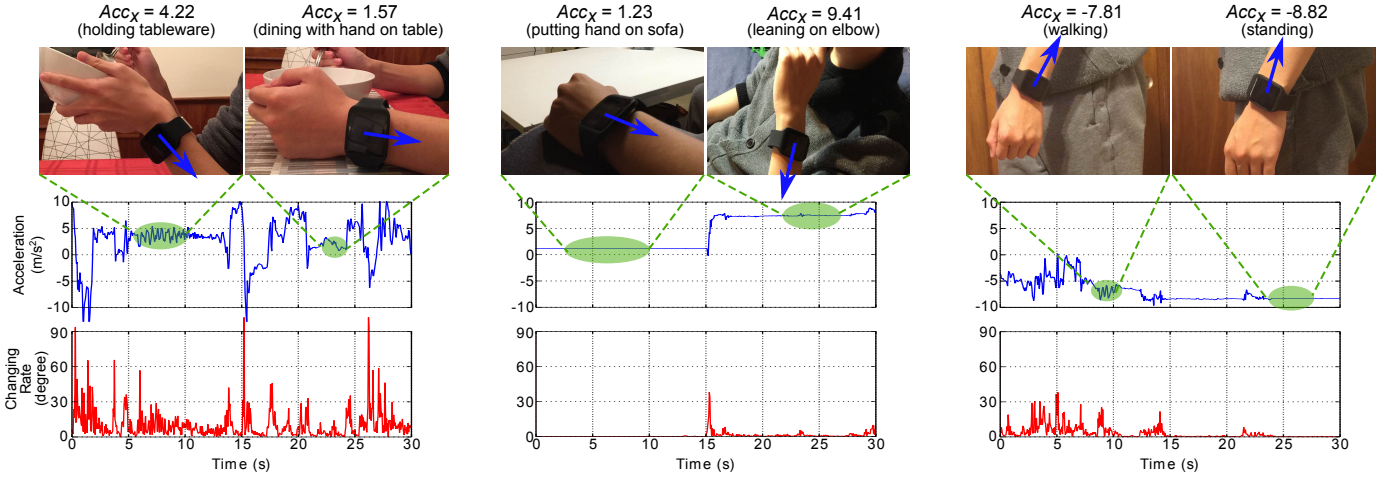 Acc_X = 4.22
(holding tableware)
Acc_X = 1.57
(dining with hand on table)
Acc_X = 1.23
(putting hand on sofa)
Acc_X = 9.41
(leaning on elbow)
Acc_X = -7.81
(walking)
Acc_X = -8.82
(standing)
Acceleration
(m/s²)
10
5
0
-5
-10
10
5
0
-5
-10
10
5
0
-5
-10
Changing
Rate
(degree)
90
60
30
0
0 5 10 15 20 25 30
Time (s)
90
60
30
0
0 5 10 15 20 25 30
Time (s)
90
60
30
0
0 5 10 15 20 25 30
Time (s)